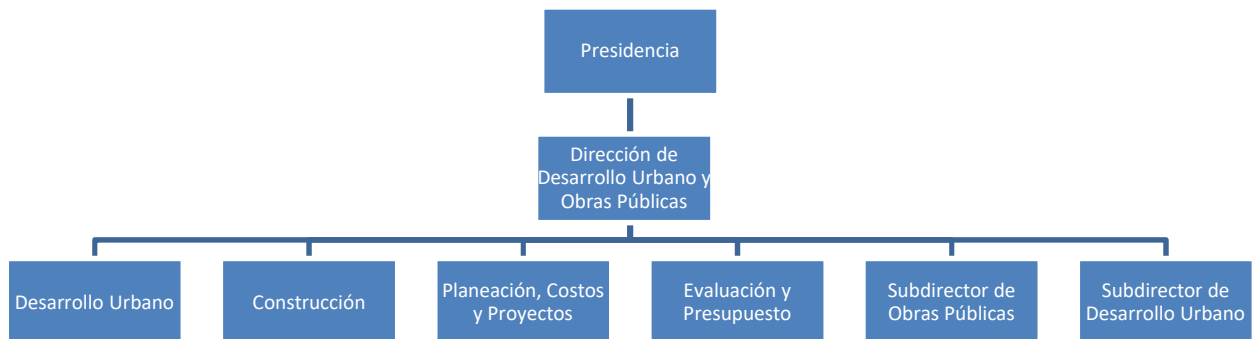 Presidencia
Dirección de
Desarrollo Urbano y
Obras Públicas
Desarrollo Urbano
Construcción
Planeación, Costos
y Proyectos
Evaluación y
Presupuesto
Subdirector de
Obras Públicas
Subdirector de
Desarrollo Urbano